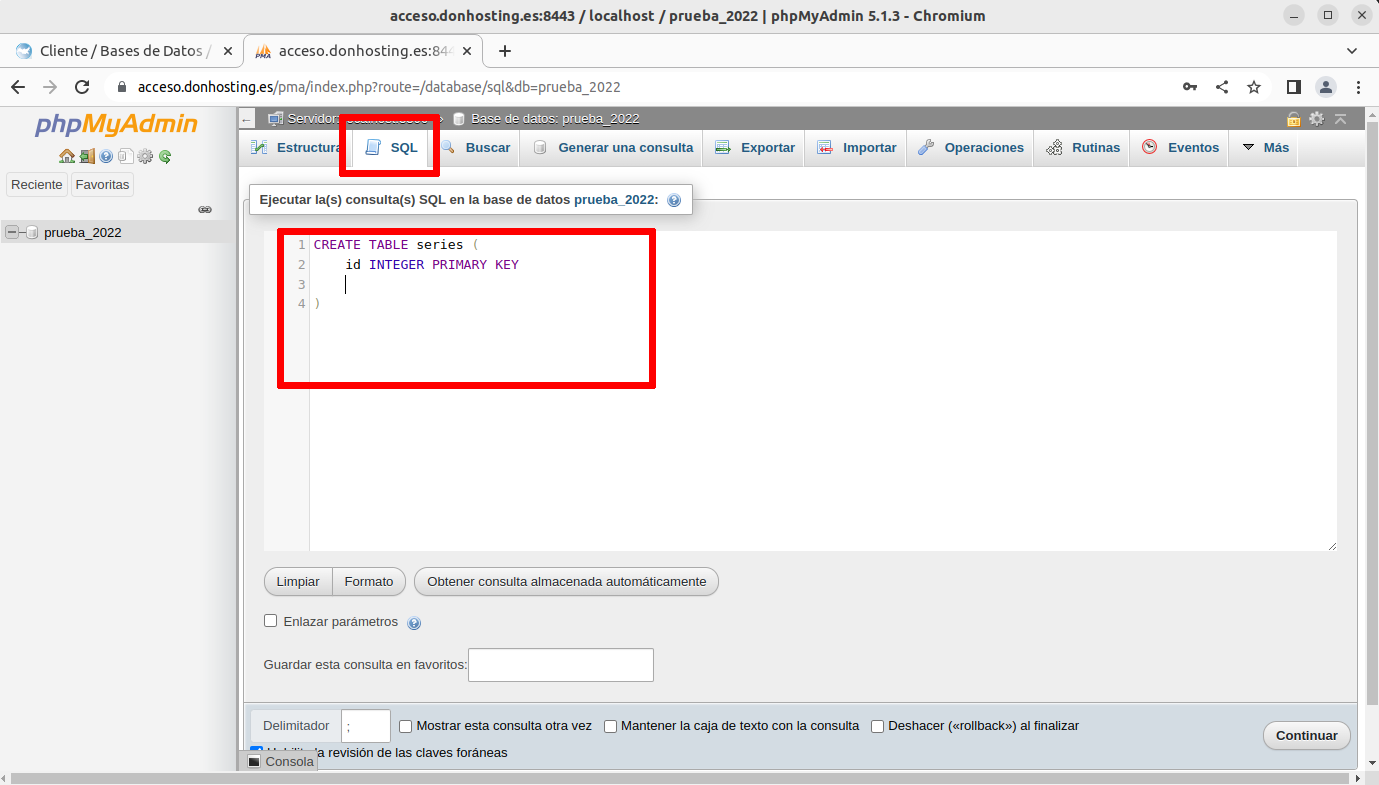 acceso.donhosting.es:8443 / localhost / prueba_2022 | phpMyAdmin 5.1.3 - Chromium
Cliente / Bases de Datos /
acceso.donhosting.es:844
acceso.donhosting.es/pma/index.php?route=/database/sql&db=prueba_2022
phpMyAdmin
Reciente Favoritas
prueba_2022
Servidor: » Base de datos: prueba_2022
Estructura SQL Buscar Generar una consulta Exportar Importar Operaciones Rutinas Eventos Más
Ejecutar la(s) consulta(s) SQL en la base de datos prueba_2022:
1 CREATE TABLE series (
2 id INTEGER PRIMARY KEY
3
4 )
Limpiar Formato Obtener consulta almacenada automáticamente
Enlazar parámetros
Guardar esta consulta en favoritos:
Delimitador ; Mostrar esta consulta otra vez Mantener la caja de texto con la consulta Deshacer («rollback») al finalizar
la revisión de las claves foráneas
Continuar
Consola